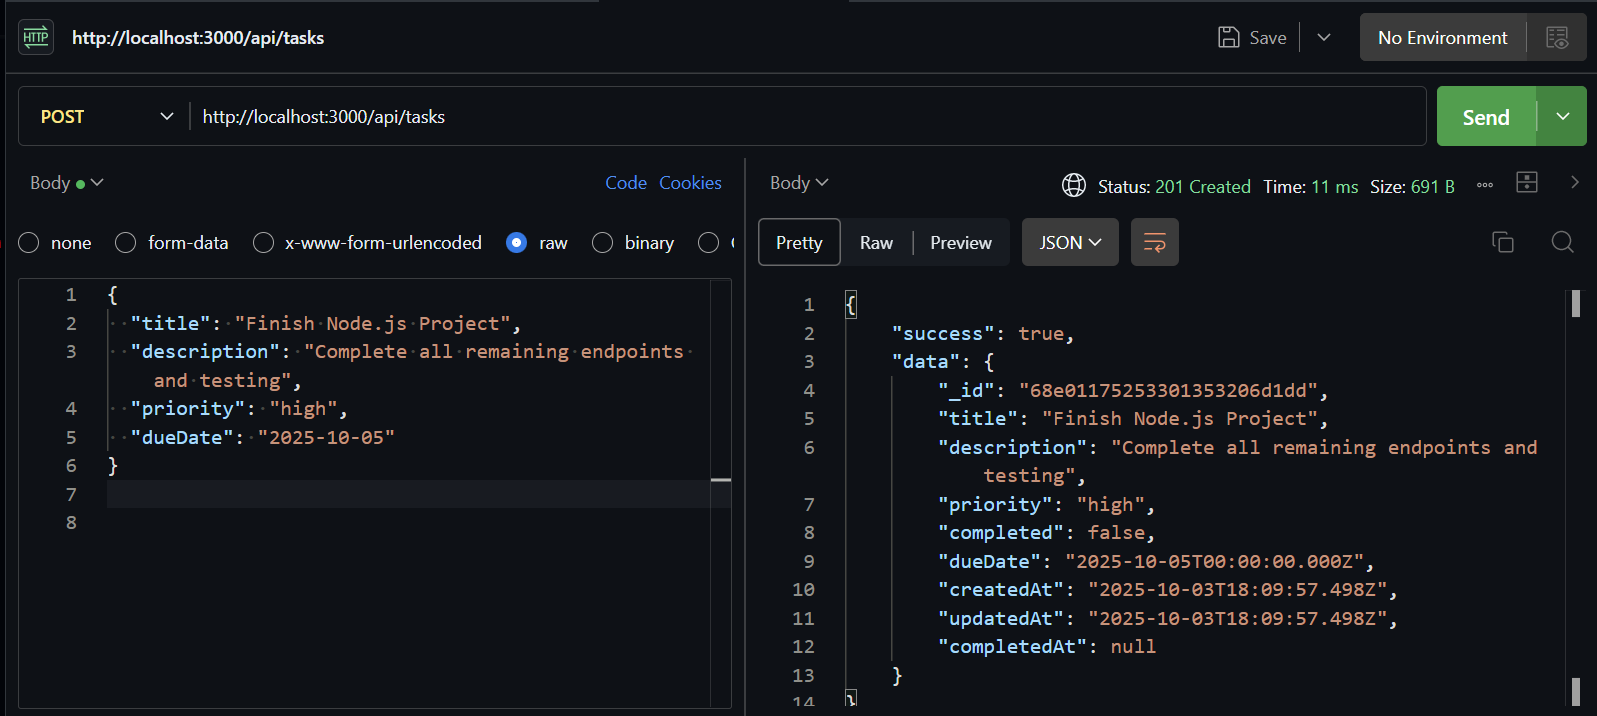 HTTP http://localhost:3000/api/tasks Save No Environment
POST http://localhost:3000/api/tasks Send
Body Code Cookies
none form-data x-www-form-urlencoded raw binary
1 {
2 "title": "Finish Node.js Project",
3 "description": "Complete all remaining endpoints
and testing",
4 "priority": "high",
5 "dueDate": "2025-10-05"
6 }
7
8
Body Status: 201 Created Time: 11 ms Size: 691 B
Pretty Raw Preview JSON
1 {
2 "success": true,
3 "data": {
4 "_id": "68e01175253301353206d1dd",
5 "title": "Finish Node.js Project",
6 "description": "Complete all remaining endpoints and
testing",
7 "priority": "high",
8 "completed": false,
9 "dueDate": "2025-10-05T00:00:00.000Z",
10 "createdAt": "2025-10-03T18:09:57.498Z",
11 "updatedAt": "2025-10-03T18:09:57.498Z",
12 "completedAt": null
13 }
14 }